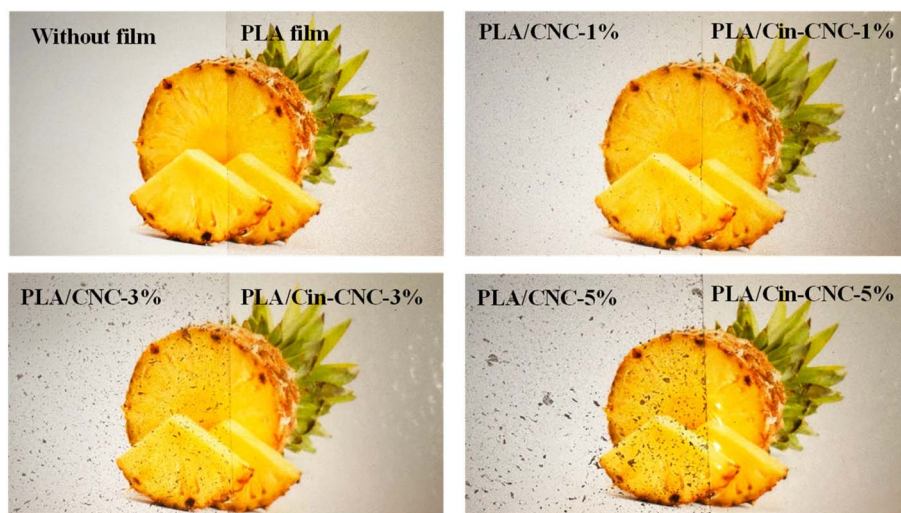 Without film
PLA film
PLA/CNC-1%
PLA/Cin-CNC-1%
PLA/CNC-3%
PLA/Cin-CNC-3%
PLA/CNC-5%
PLA/Cin-CNC-5%